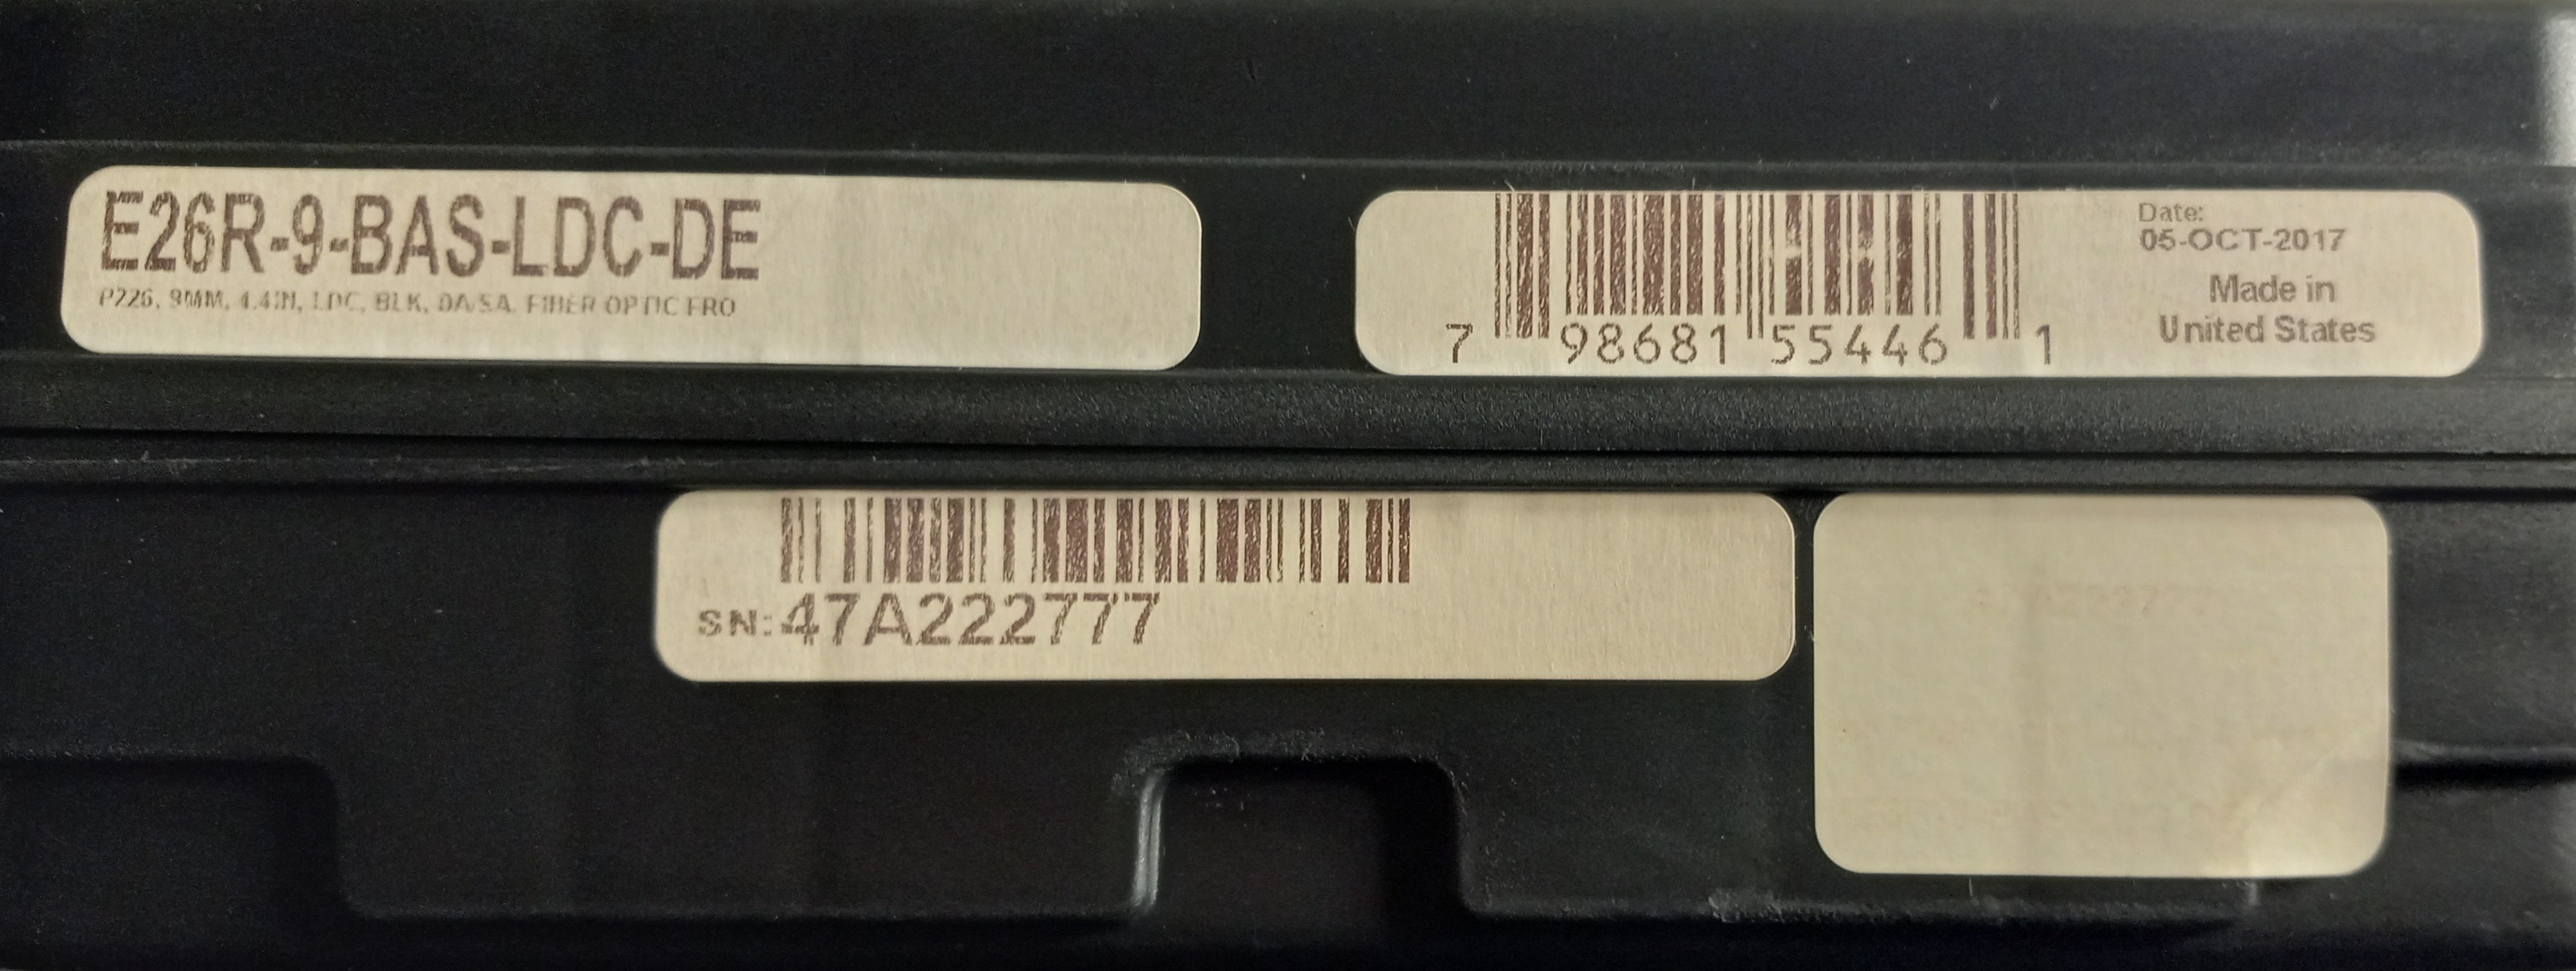 E26R-9-BAS-LDC-DE
P226, 9MM, 4.4IN, LDC, BLK, DA/SA, FIBER OPTIC FRO
7 98681 55446 1
Date:
05-OCT-2017
Made in
United States
SN: 47A222777